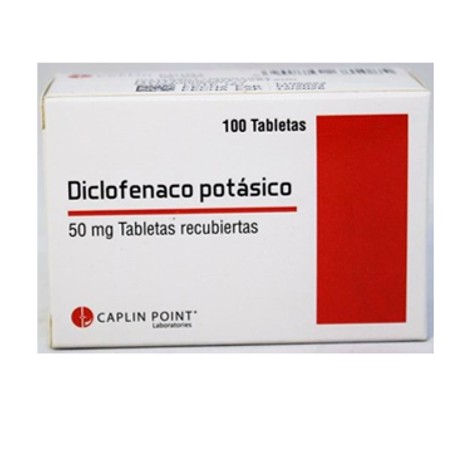 100 Tabletas
Diclofenaco potásico
50 mg Tabletas recubiertas
CAPLIN POINT
Laboratories